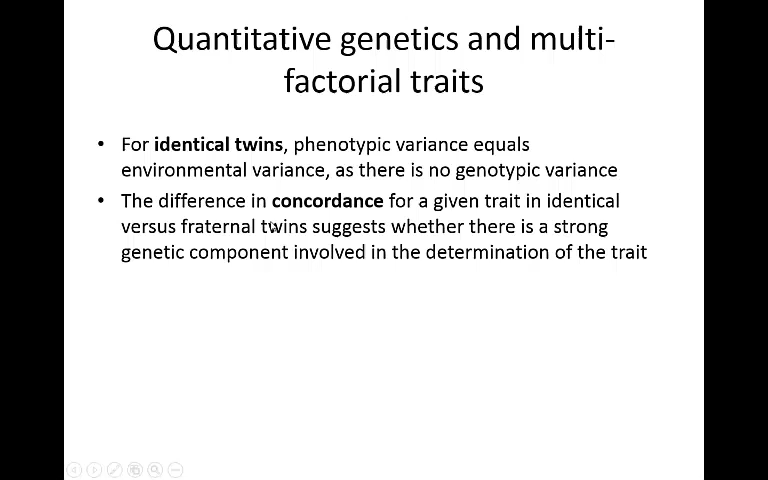 Quantitative genetics and multi-
factorial traits
• For identical twins, phenotypic variance equals
environmental variance, as there is no genotypic variance
• The difference in concordance for a given trait in identical
versus fraternal twins suggests whether there is a strong
genetic component involved in the determination of the trait